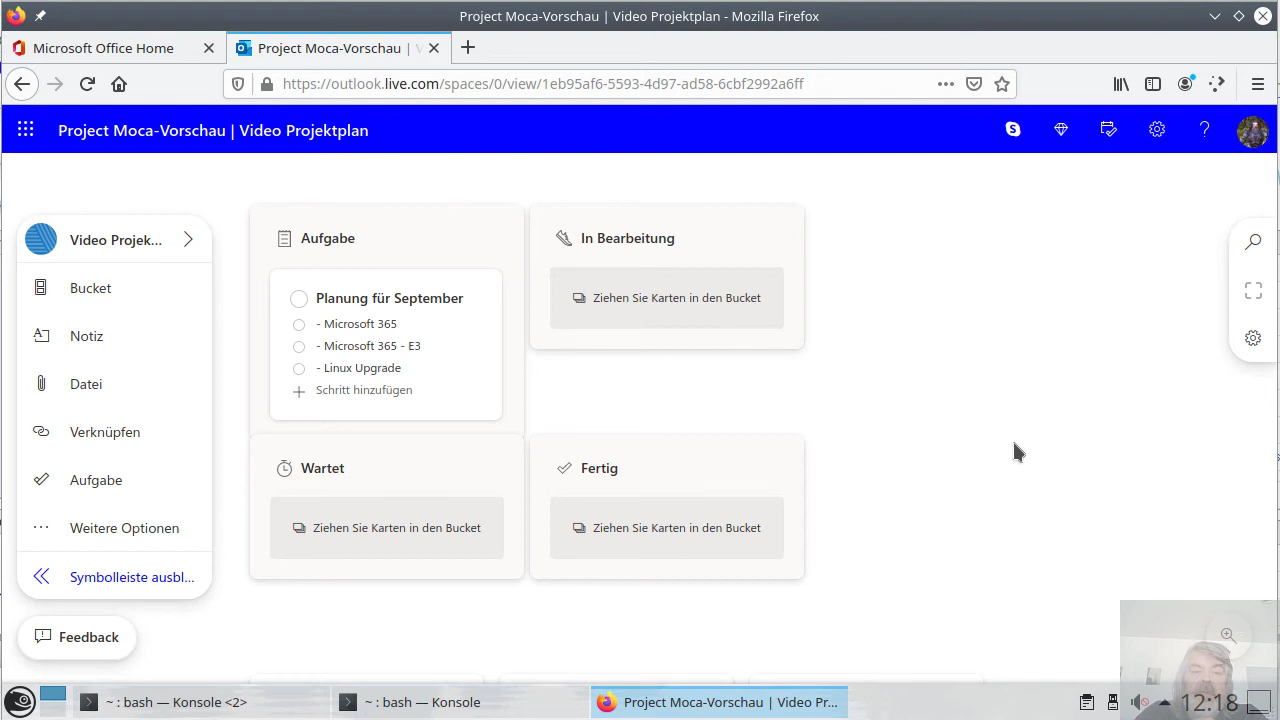 Project Moca-Vorschau | Video Projektplan - Mozilla Firefox
Microsoft Office Home
Project Moca-Vorschau |
https://outlook.live.com/spaces/0/view/1eb95af6-5593-4d97-ad58-6cbf2992a6ff
Project Moca-Vorschau | Video Projektplan
Video Projek...
Bucket
Notiz
Datei
Verknüpfen
Aufgabe
Weitere Optionen
Symbolleiste ausbl...
Feedback
Aufgabe
Planung für September
- Microsoft 365
- Microsoft 365 - E3
- Linux Upgrade
Schritt hinzufügen
In Bearbeitung
Ziehen Sie Karten in den Bucket
Wartet
Ziehen Sie Karten in den Bucket
Fertig
Ziehen Sie Karten in den Bucket
~ : bash — Konsole <2>
~ : bash — Konsole
Project Moca-Vorschau | Video Pr...
12:18